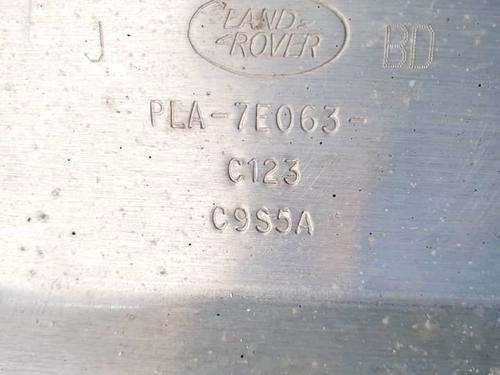 J LAND ROVER BD
PLA-7E063-
C123
C9S5A